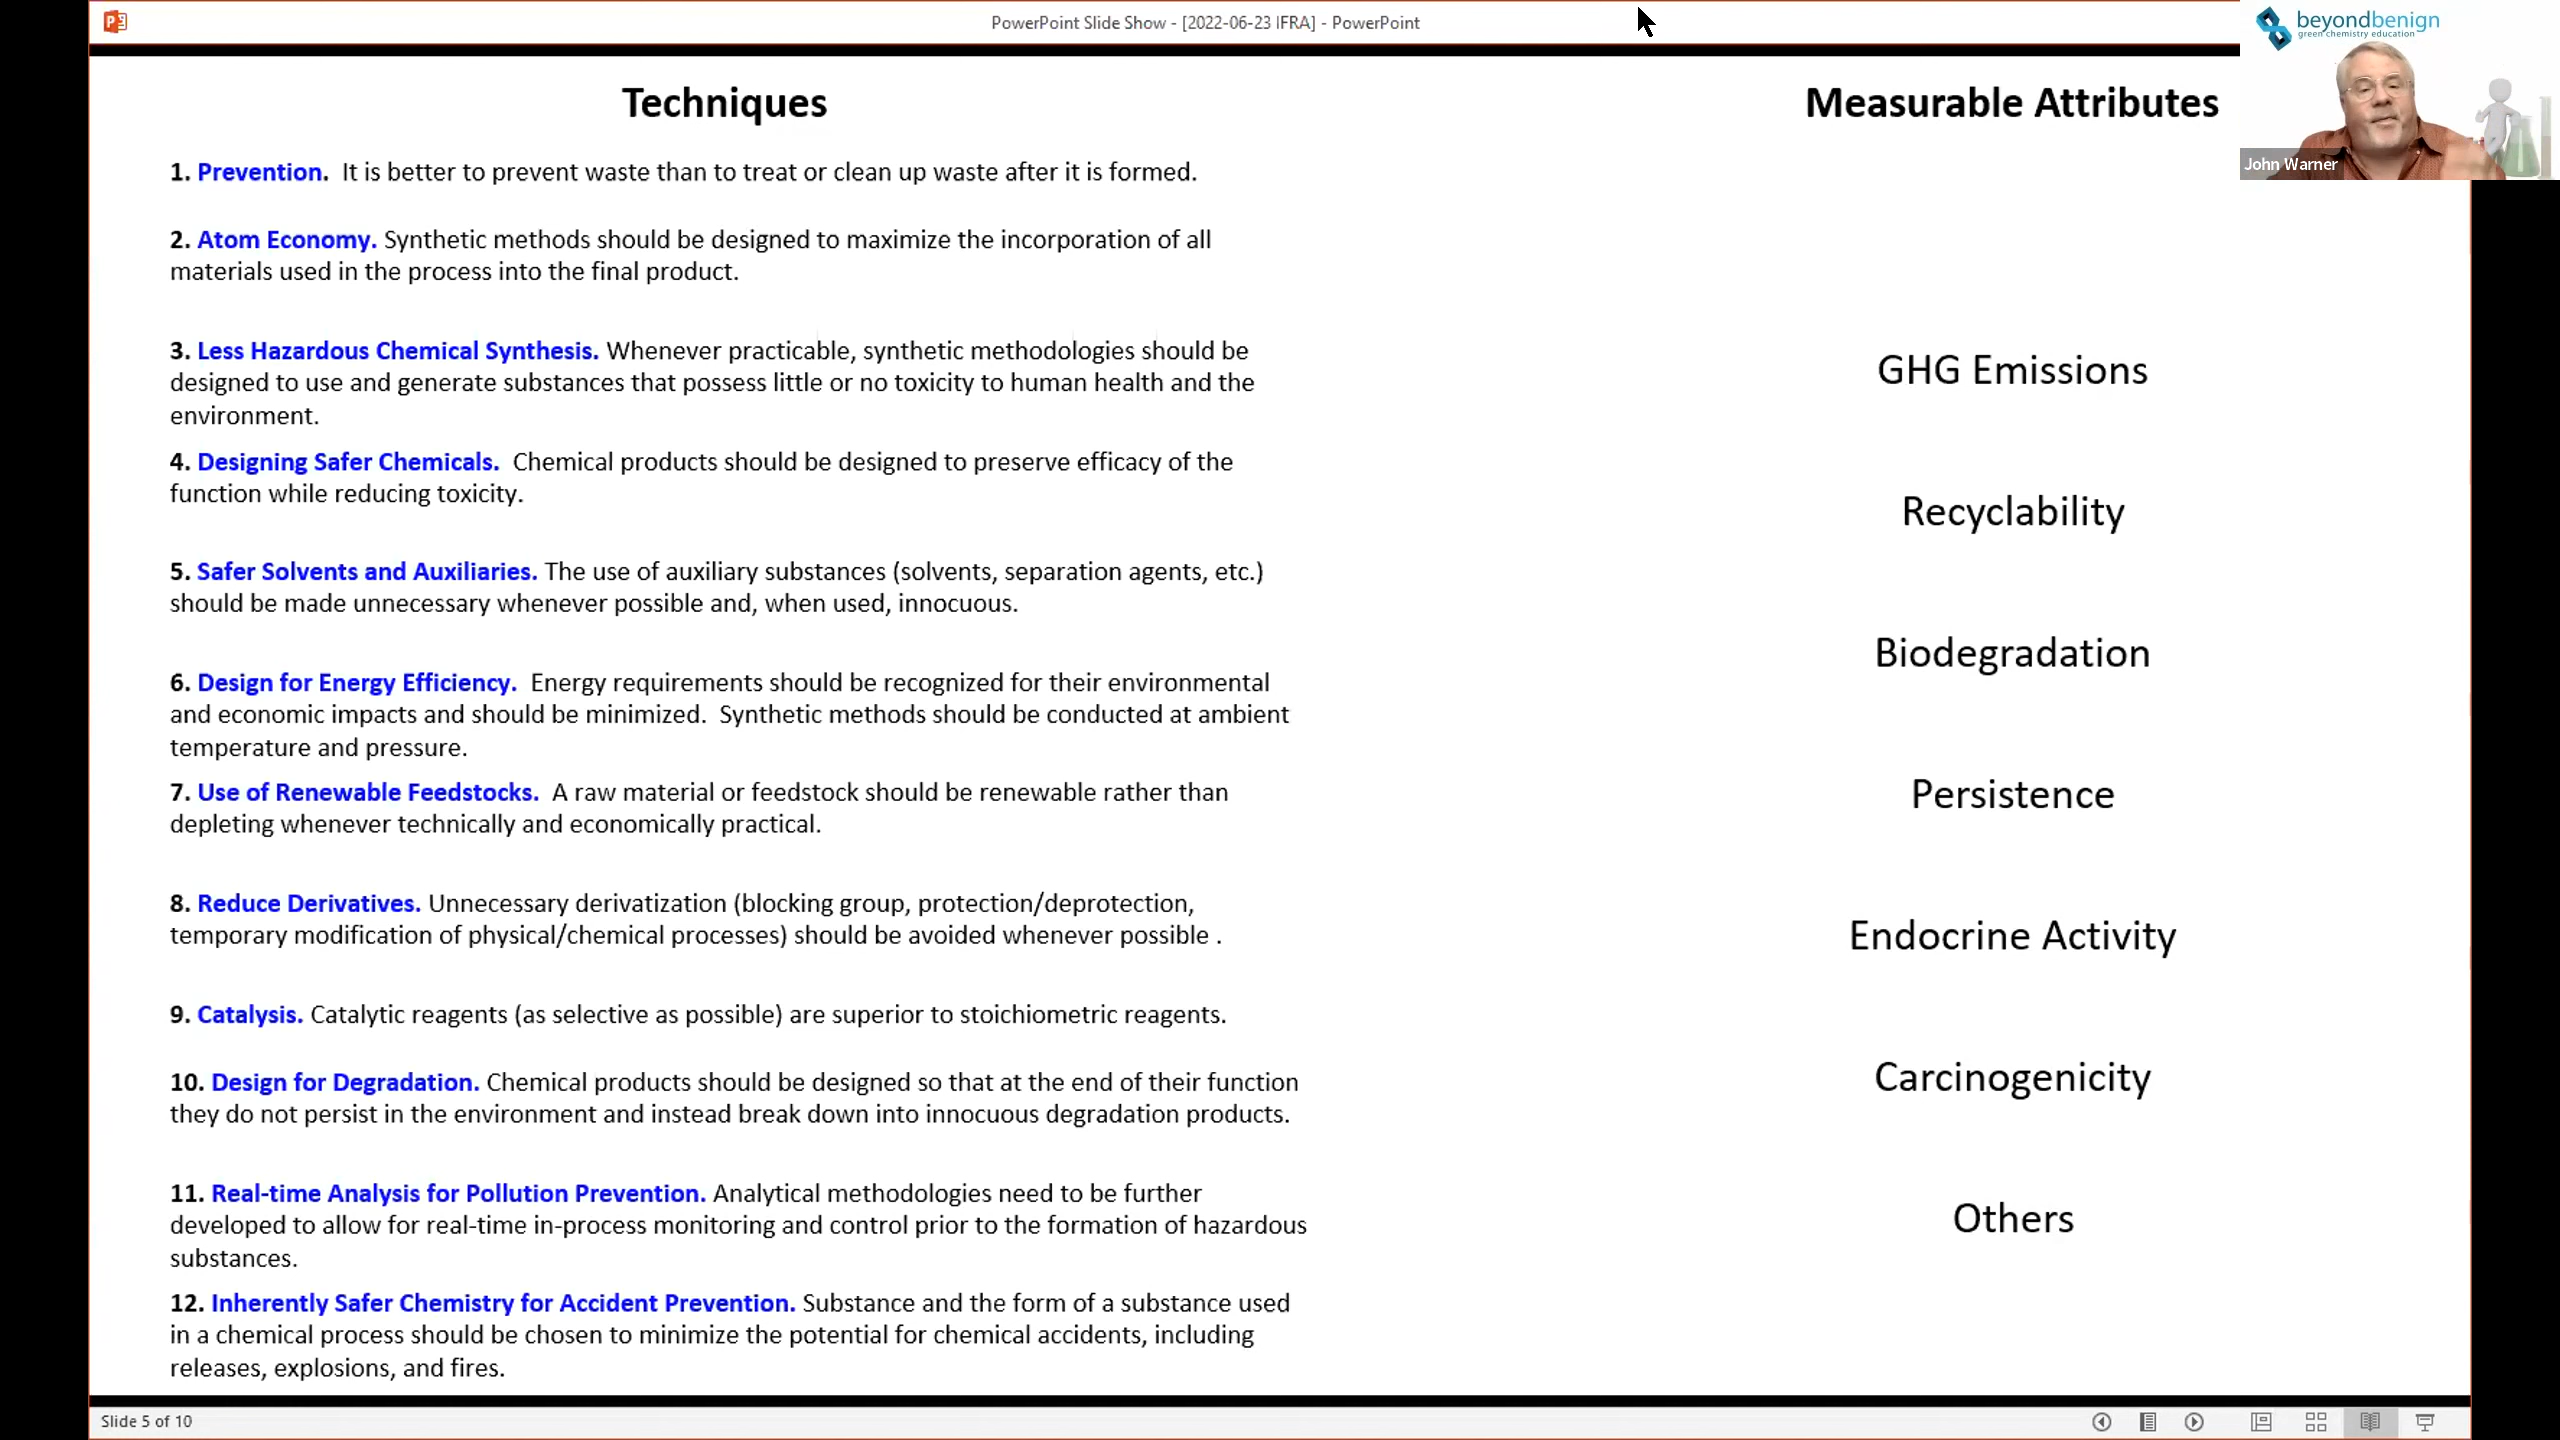 PowerPoint Slide Show - [2022-06-23 IFRA] - PowerPoint
beyondbenign
green chemistry education
John Warner
Techniques
1. Prevention.  It is better to prevent waste than to treat or clean up waste after it is formed.
2. Atom Economy. Synthetic methods should be designed to maximize the incorporation of all
materials used in the process into the final product.
3. Less Hazardous Chemical Synthesis. Whenever practicable, synthetic methodologies should be
designed to use and generate substances that possess little or no toxicity to human health and the
environment.
4. Designing Safer Chemicals.  Chemical products should be designed to preserve efficacy of the
function while reducing toxicity.
5. Safer Solvents and Auxiliaries. The use of auxiliary substances (solvents, separation agents, etc.)
should be made unnecessary whenever possible and, when used, innocuous.
6. Design for Energy Efficiency.  Energy requirements should be recognized for their environmental
and economic impacts and should be minimized.  Synthetic methods should be conducted at ambient
temperature and pressure.
7. Use of Renewable Feedstocks.  A raw material or feedstock should be renewable rather than
depleting whenever technically and economically practical.
8. Reduce Derivatives. Unnecessary derivatization (blocking group, protection/deprotection,
temporary modification of physical/chemical processes) should be avoided whenever possible .
9. Catalysis. Catalytic reagents (as selective as possible) are superior to stoichiometric reagents.
10. Design for Degradation. Chemical products should be designed so that at the end of their function
they do not persist in the environment and instead break down into innocuous degradation products.
11. Real-time Analysis for Pollution Prevention. Analytical methodologies need to be further
developed to allow for real-time in-process monitoring and control prior to the formation of hazardous
substances.
12. Inherently Safer Chemistry for Accident Prevention. Substance and the form of a substance used
in a chemical process should be chosen to minimize the potential for chemical accidents, including
releases, explosions, and fires.
Measurable Attributes
GHG Emissions
Recyclability
Biodegradation
Persistence
Endocrine Activity
Carcinogenicity
Others
Slide 5 of 10